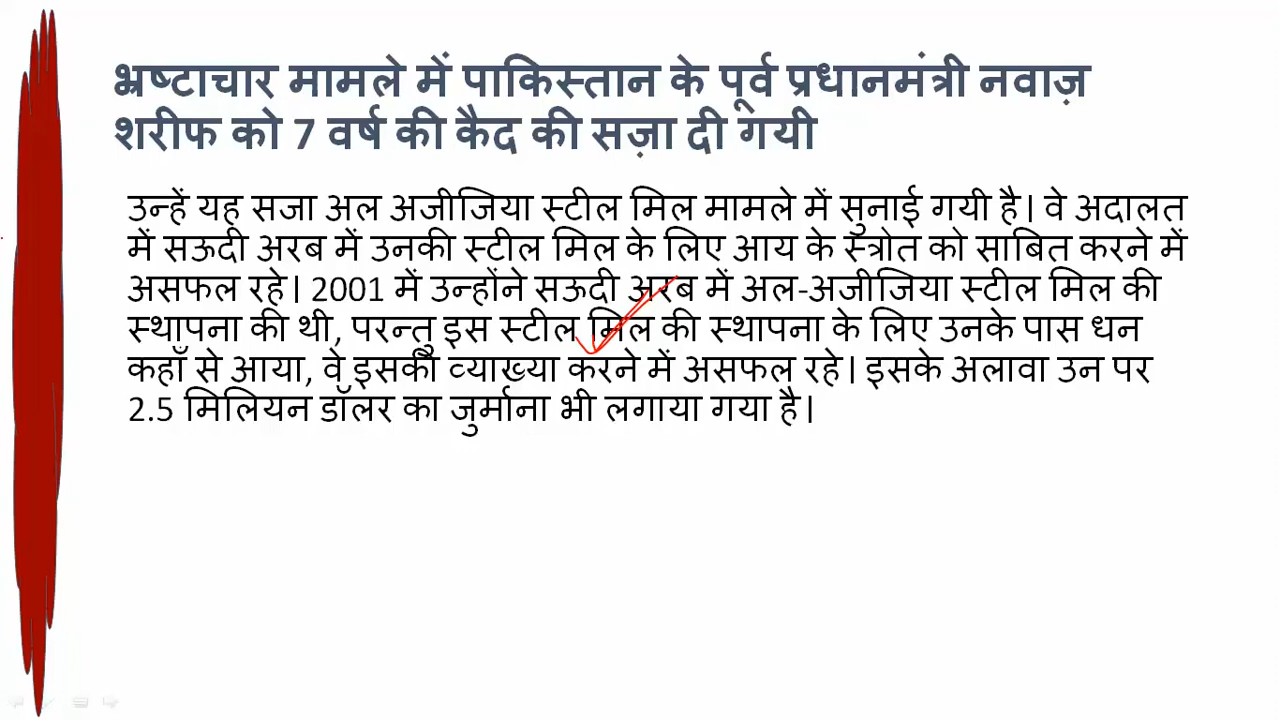 भ्रष्टाचार मामले में पाकिस्तान के पूर्व प्रधानमंत्री नवाज़
शरीफ को 7 वर्ष की कैद की सज़ा दी गयी
उन्हें यह सजा अल अजीजिया स्टील मिल मामले में सुनाई गयी है। वे अदालत
में सऊदी अरब में उनकी स्टील मिल के लिए आय के स्त्रोत को साबित करने में
असफल रहे। 2001 में उन्होंने सऊदी अरब में अल-अजीजिया स्टील मिल की
स्थापना की थी, परन्तु इस स्टील मिल की स्थापना के लिए उनके पास धन
कहाँ से आया, वे इसकी व्याख्या करने में असफल रहे। इसके अलावा उन पर
2.5 मिलियन डॉलर का जुर्माना भी लगाया गया है।